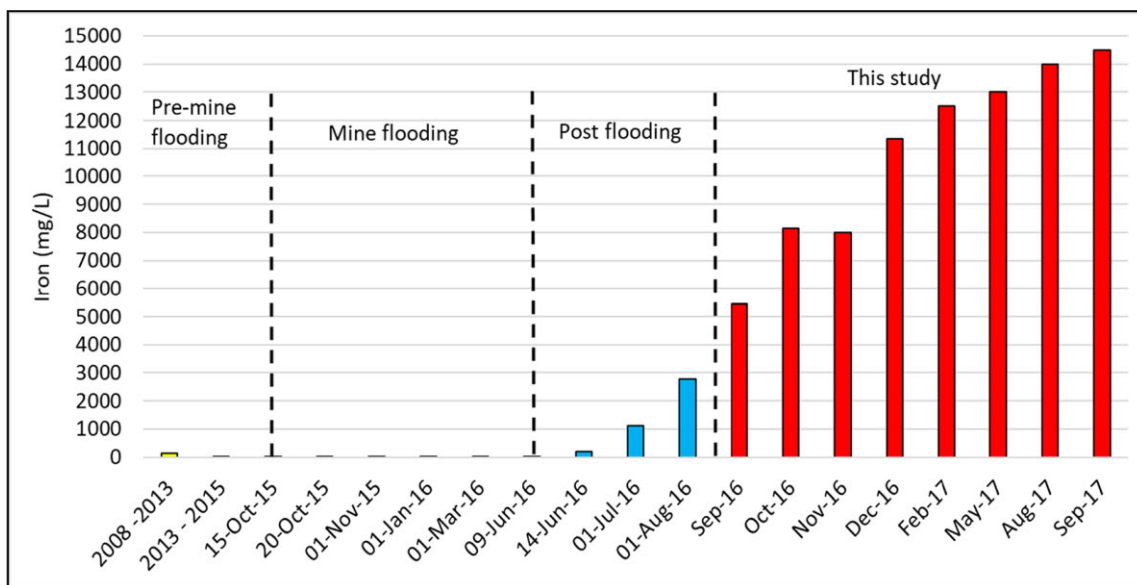 15000
14000
13000
12000
11000
10000
9000
8000
7000
6000
5000
4000
3000
2000
1000
0
Iron (mg/L)
Pre-mine
flooding
Mine flooding
Post flooding
This study
2008 -2013
2013 - 2015
15-Oct-15
20-Oct-15
01-Nov-15
01-Jan-16
01-Mar-16
09-Jun-16
14-Jun-16
01-Jul-16
01-Aug-16
Sep-16
Oct-16
Nov-16
Dec-16
Feb-17
May-17
Aug-17
Sep-17